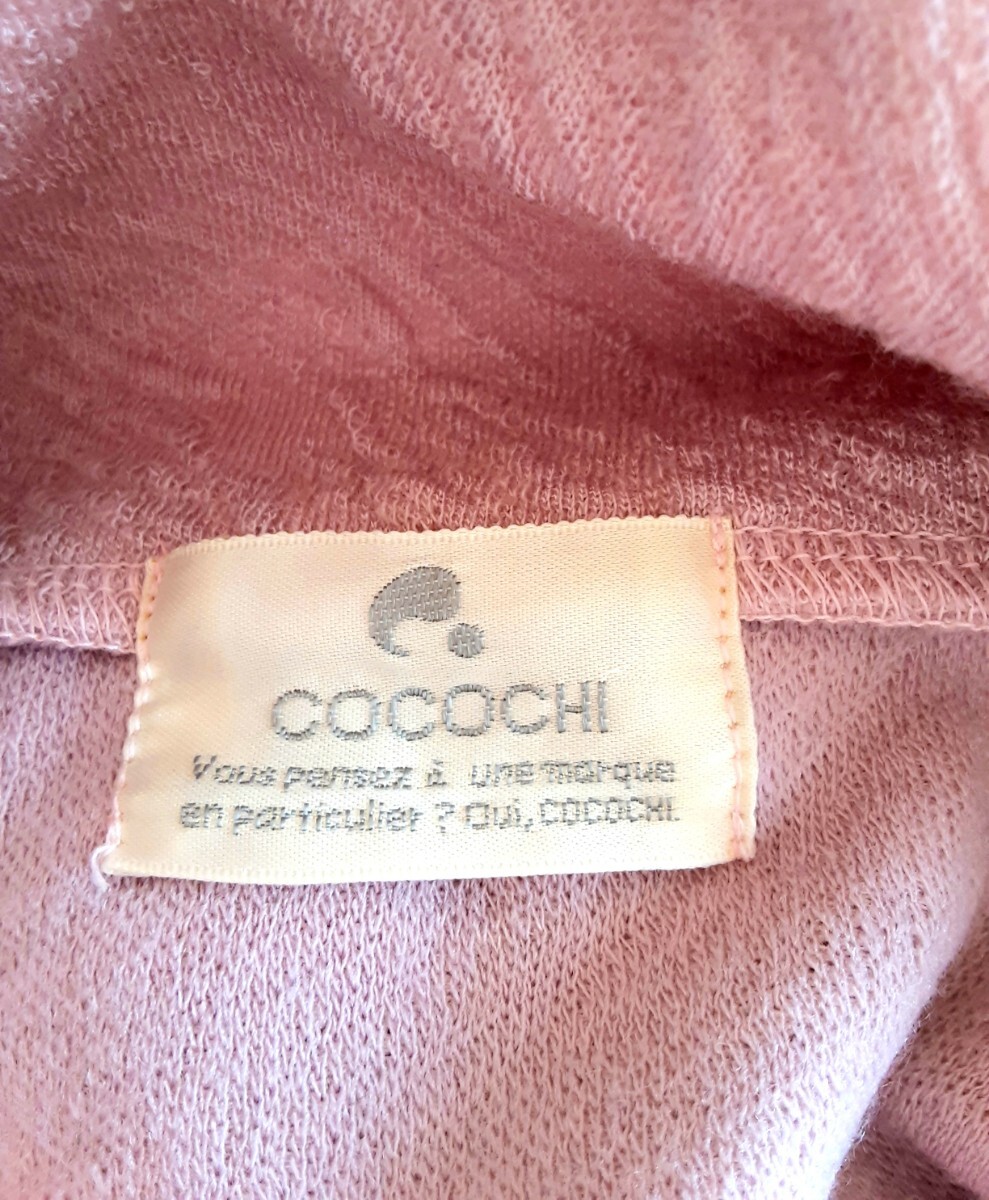 COCOCHI
Vous pensez à une marque
en particulier ? Oui, COCOCHI.